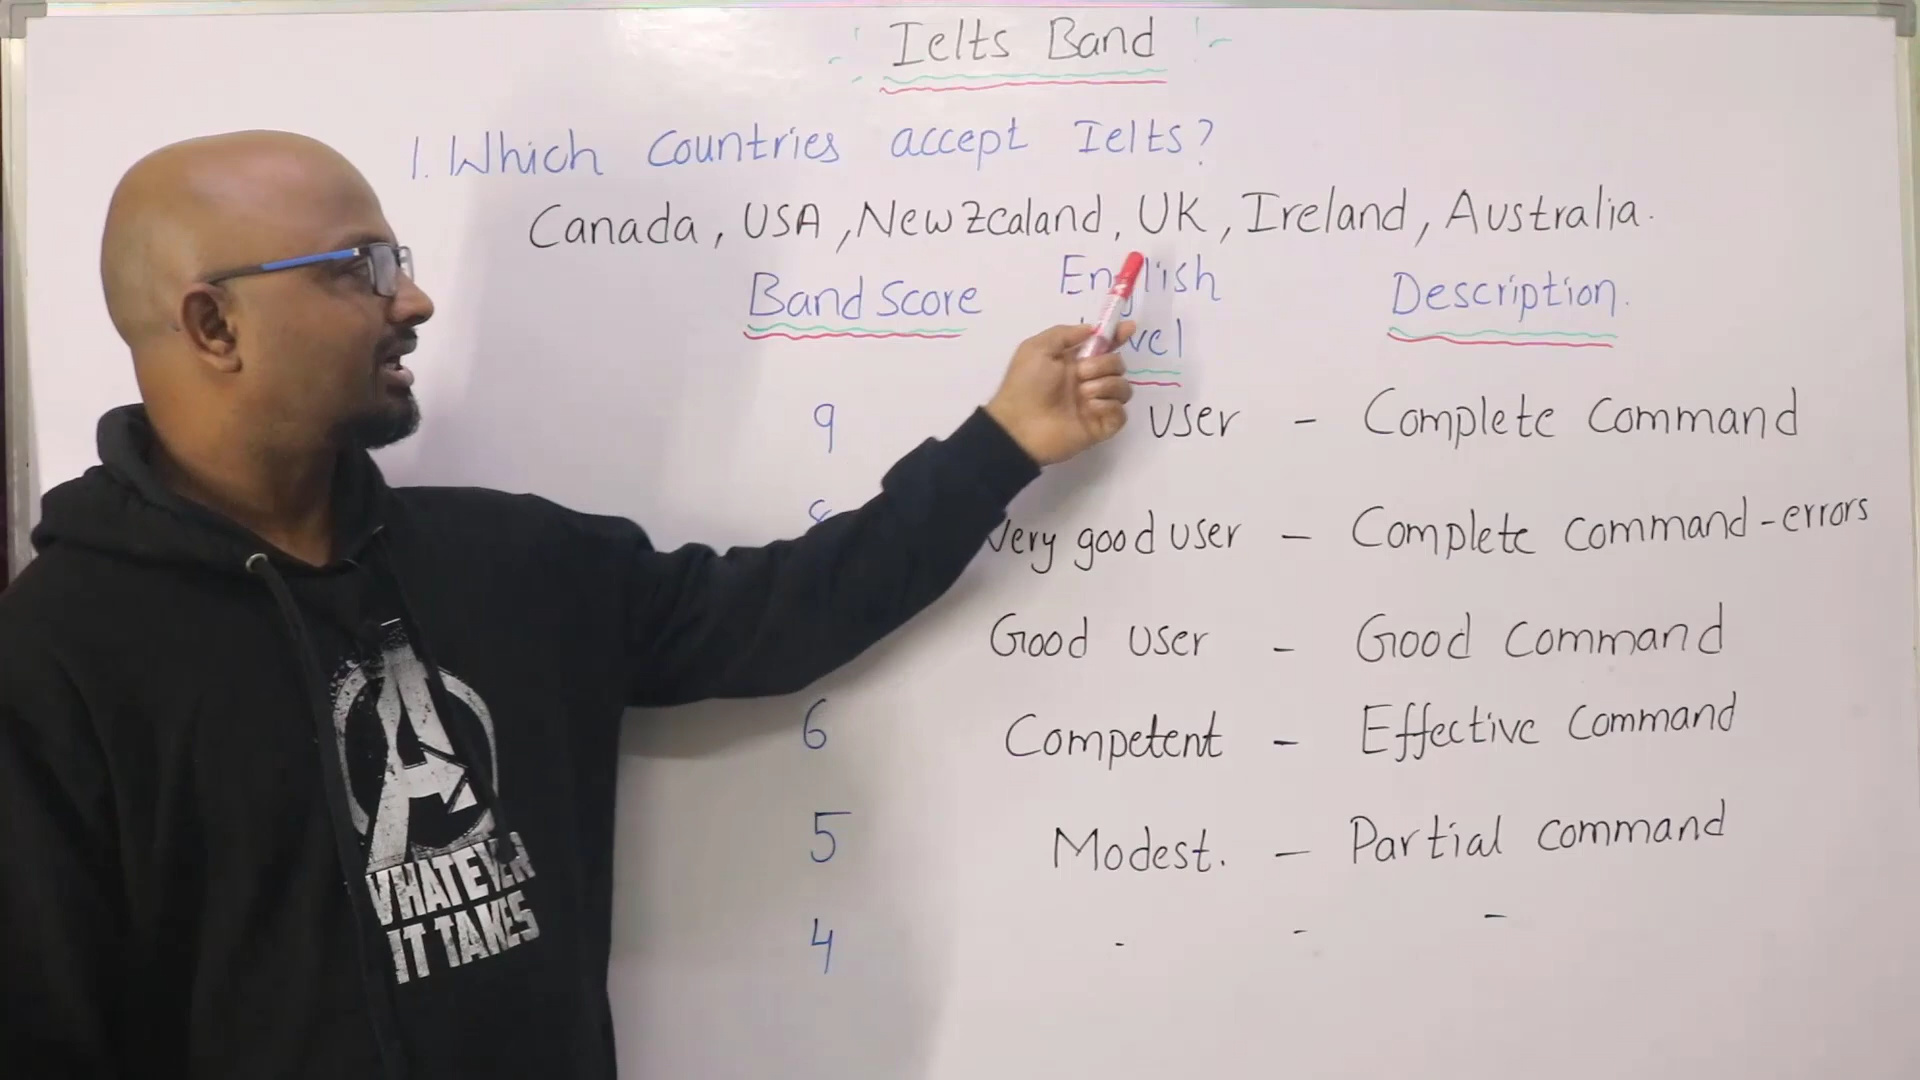 Ielts Band
1. Which Countries accept Ielts?
Canada, USA, New Zealand, UK, Ireland, Australia.
Band Score English Description.
9 user - Complete Command
Very good user - Complete command - errors
Good user - Good command
6 Competent - Effective Command
5 Modest. - Partial command
4 - - -
WHATEVER
IT TAKES